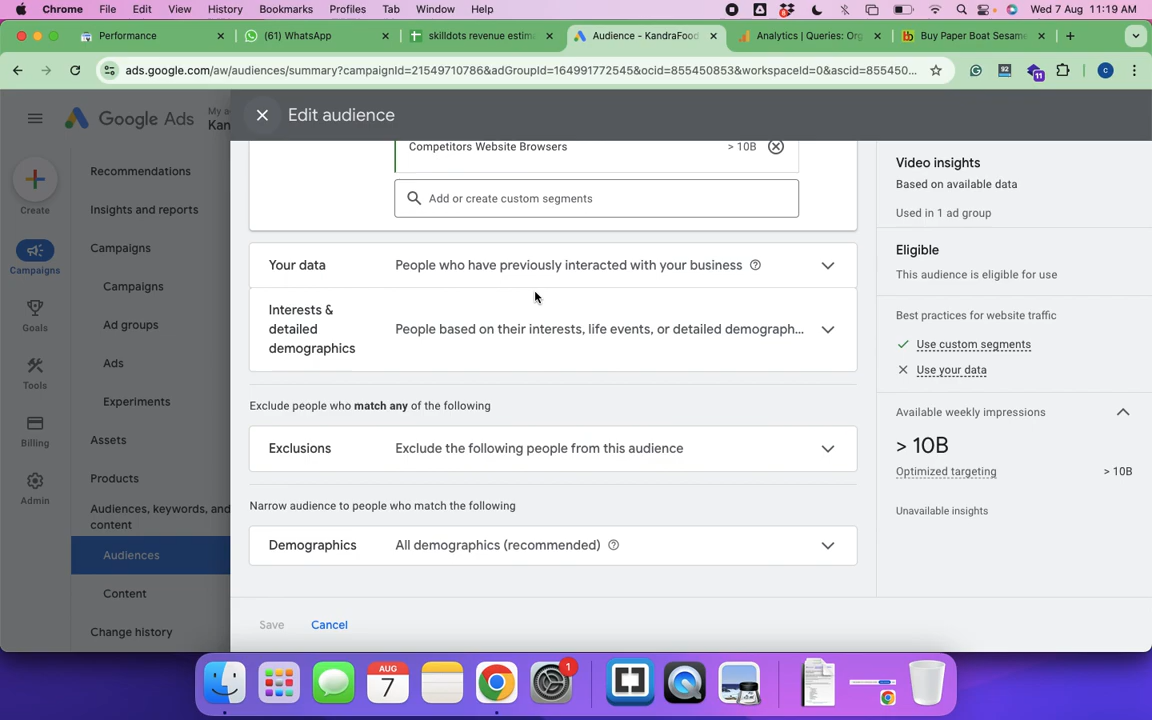 Chrome File Edit View History Bookmarks Profiles Tab Window Help Wed 7 Aug 11:19 AM
Performance (61) WhatsApp skilldots revenue estim Audience - KandraFood Analytics | Queries: Org Buy Paper Boat Sesame
ads.google.com/aw/audiences/summary?campaignId=21549710786&adGroupId=164991772545&ocid=855450853&workspaceId=0&ascid=855450... 92 11 C
Google Ads My a
Kan
Edit audience
Create
Campaigns
Goals
Tools
Billing
Admin
Recommendations
Insights and reports
Campaigns
Campaigns
Ad groups
Ads
Experiments
Assets
Products
Audiences, keywords, and
content
Audiences
Content
Change history
Competitors Website Browsers > 10B
Add or create custom segments
Your data People who have previously interacted with your business
Interests &
detailed
demographics
People based on their interests, life events, or detailed demograph...
Exclude people who match any of the following
Exclusions Exclude the following people from this audience
Narrow audience to people who match the following
Demographics All demographics (recommended)
Save Cancel
Video insights
Based on available data
Used in 1 ad group
Eligible
This audience is eligible for use
Best practices for website traffic
Use custom segments
Use your data
Available weekly impressions
> 10B
Optimized targeting > 10B
Unavailable insights
AUG
7
1